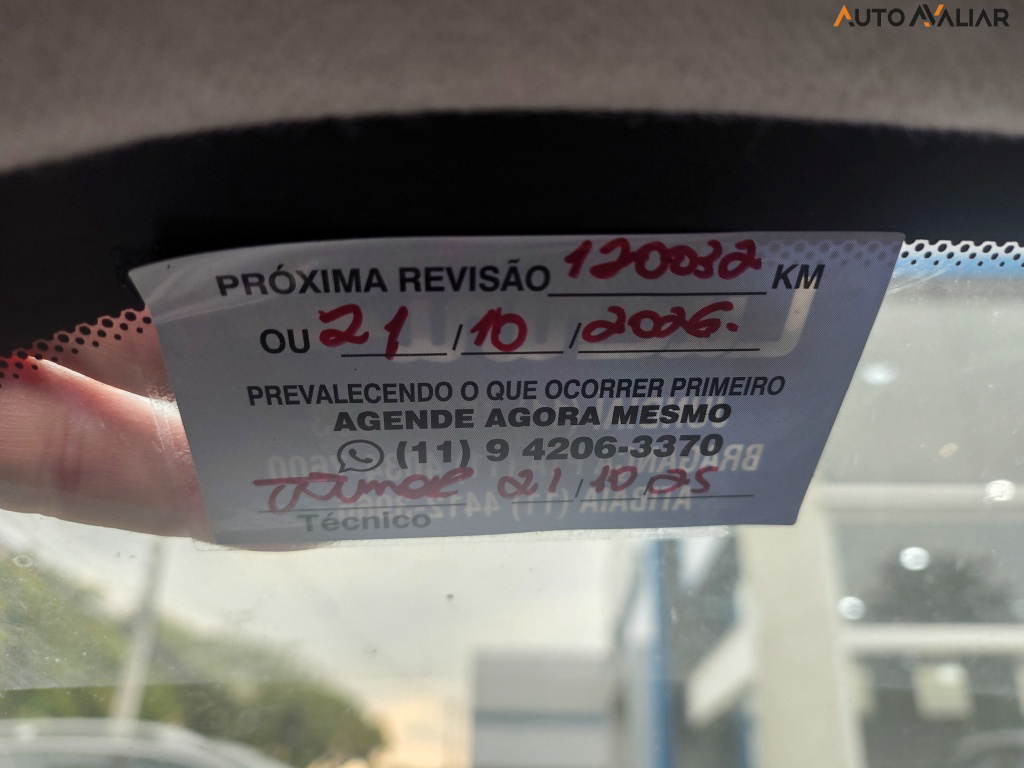 AUTO AVALIAR
PRÓXIMA REVISÃO 120032 KM
OU 21/10/2026.
PREVALECENDO O QUE OCORRER PRIMEIRO
AGENDE AGORA MESMO
(11) 9 4206-3370
21/10/25
Técnico